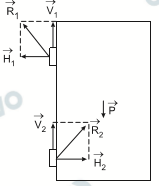 R₁ V₁
H₁
P
V₂ R₂
H₂